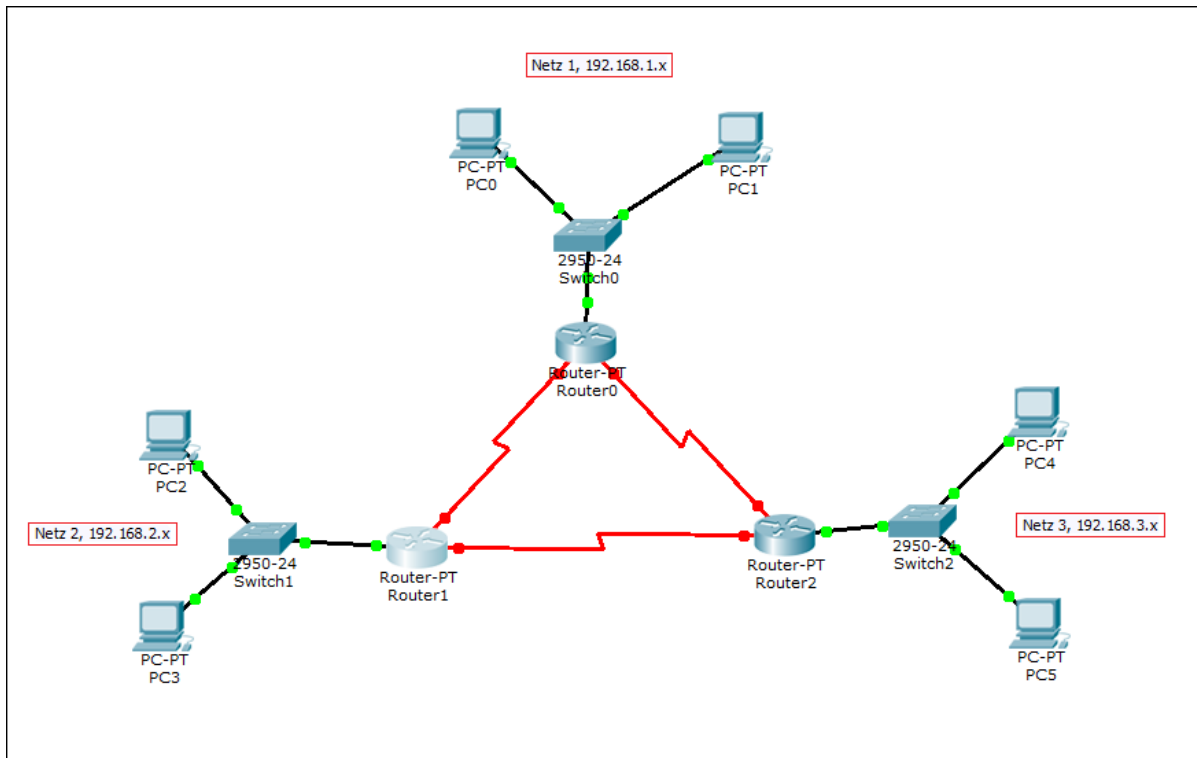 Netz 1, 192.168.1.x
PC-PT
PC0
PC-PT
PC1
2950-24
Switch0
Router-PT
Router0
PC-PT
PC2
PC-PT
PC4
Netz 2, 192.168.2.x
Netz 3, 192.168.3.x
2950-24
Switch1
Router-PT
Router1
Router-PT
Router2
2950-24
Switch2
PC-PT
PC3
PC-PT
PC5